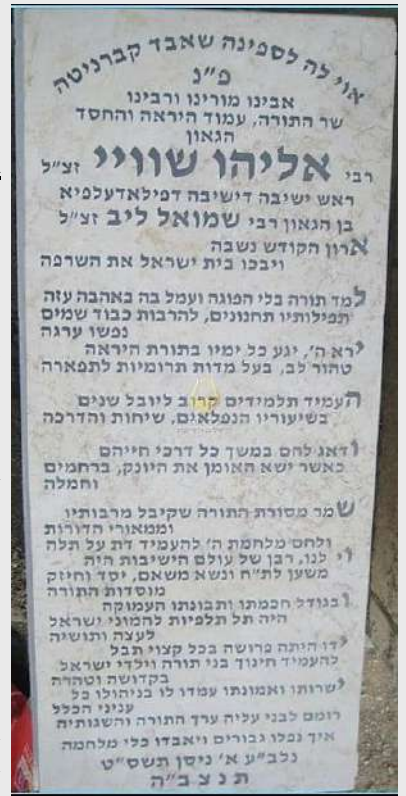 אוי לה לספינה שאבד קברניטה
פ"נ
אבינו מורינו ורבינו
שר התורה, עמוד היראה והחסד
הגאון
רבי אליהו שוויי זצ"ל
ראש ישיבה דישיבה דפילאדעלפיא
בן הגאון רבי שמואל ליב זצ"ל
ארון הקודש נשבה
ויבכו בית ישראל את השרפה
למד תורה בלי הפוגה ועמל בה באהבה עזה
תפילותיו תחנונים, להרבות כבוד שמים
נפשו ערגה
ירא ה', יגע כל ימיו בתורת היראה
טהור לב, בעל מדות תרומיות לתפארה
העמיד תלמידים קרוב ליובל שנים
בשיעוריו הנפלאים, שיחות והדרכה
ודאג להם במשך כל דרכי חייהם
כאשר ישא האומן את היונק, ברחמים
וחמלה
שמר מסורת התורה שקיבל מרבותיו
וממאורי הדורות
ולחם מלחמת ה' להעמיד דת על תלה
וי לנו, רבן של עולם הישיבות היה
משען לת"ח ונשא משאם, יסד וחיזק
מוסדות התורה
ובגודל חכמתו ותבונתו העמוקה
היה תל תלפיות להמוני ישראל
לעצה ותושיה
ידו היתה פרושה בכל קצוי תבל
להעמיד חינוך בני תורה וילדי ישראל
בקדושה וטהרה
ישרותו ואמונתו עמדו לו בניהולו כל
עניני הכלל
רומם לבני עליה ערך התורה והשגותיה
איך נפלו גבורים ויאבדו כלי מלחמה
נלב"ע א' ניסן תשס"ט
תנצב"ה